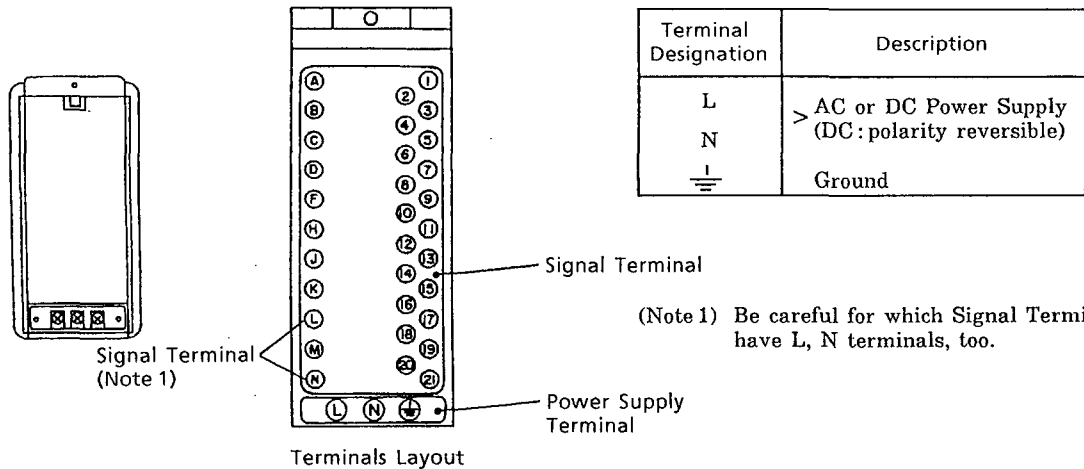 Terminal Designation
Description
L
N
> AC or DC Power Supply
(DC: polarity reversible)
Ground
A
B
C
D
F
H
J
K
L
M
N
1
2
3
4
5
6
7
8
9
10
11
12
13
14
15
16
17
18
19
20
21
L N
Signal Terminal
Signal Terminal
(Note 1)
Power Supply
Terminal
Terminals Layout
(Note 1) Be careful for which Signal Termi
have L, N terminals, too.